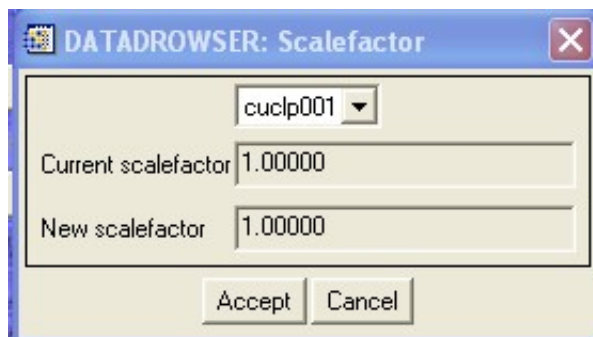 DATADROWSER: Scalefactor
cuclp001
Current scalefactor 1.00000
New scalefactor 1.00000
Accept Cancel